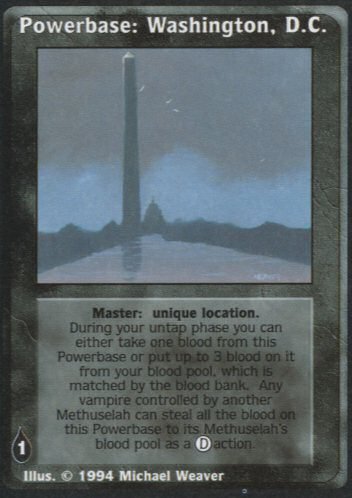 Powerbase: Washington, D.C.
Master: unique location.
During your untap phase you can
either take one blood from this
Powerbase or put up to 3 blood on it
from your blood pool, which is
matched by the blood bank. Any
vampire controlled by another
Methuselah can steal all the blood on
this Powerbase to its Methuselah's
blood pool as a D action.
1
Illus. © 1994 Michael Weaver